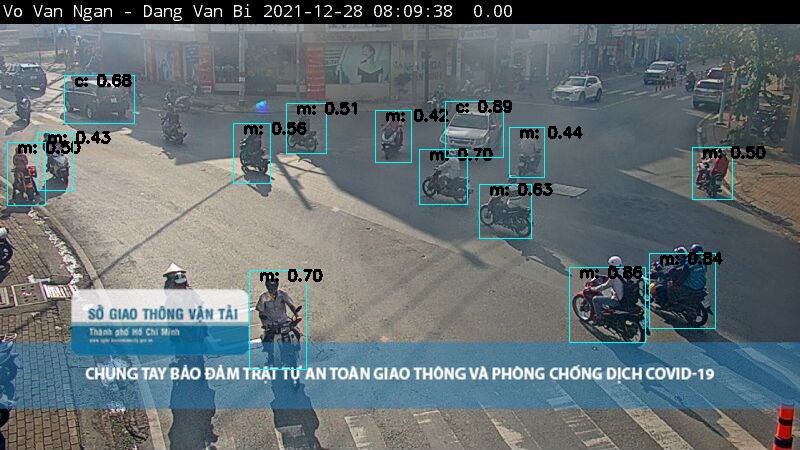 Vo Van Ngan - Dang Van Bi 2021-12-28 08:09:38 0.00
c: 0.68
m: 0.51
c: 0.89
m: 0.42
m: 0.56
m: 0.44
m: 0.43
m: 0.50
m: 0.70
m: 0.50
m: 0.63
m: 0.84
m: 0.86
m: 0.70
SỞ GIAO THÔNG VẬN TẢI
Thành phố Hồ Chí Minh
CHUNG TAY BẢO ĐẢM TRẬT TỰ AN TOÀN GIAO THÔNG VÀ PHÒNG CHỐNG DỊCH COVID-19